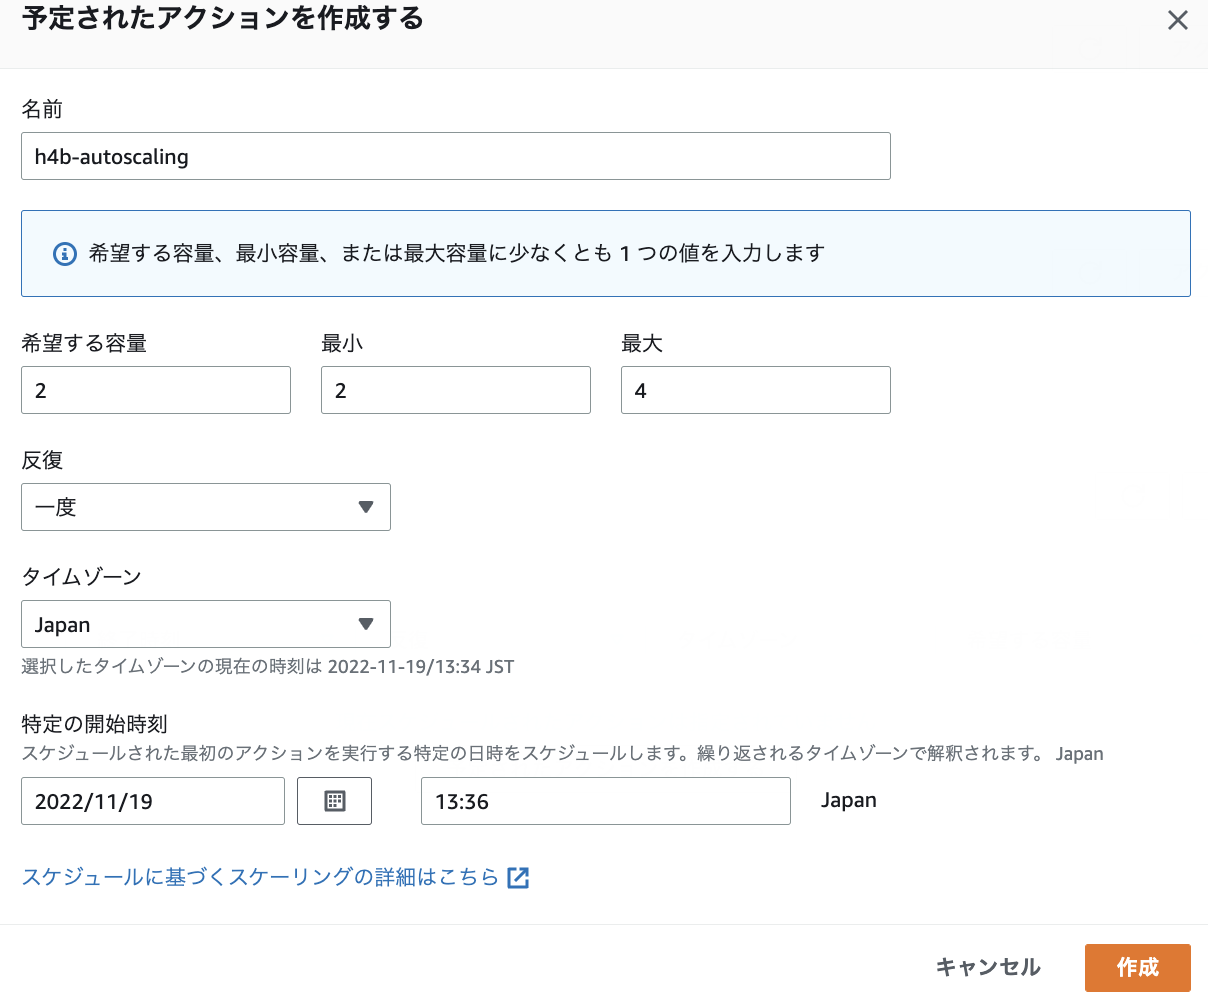 予定されたアクションを作成する
名前
h4b-autoscaling
希望する容量、最小容量、または最大容量に少なくとも 1 つの値を入力します
希望する容量 最小 最大
2 2 4
反復
一度
タイムゾーン
Japan
選択したタイムゾーンの現在の時刻は 2022-11-19/13:34 JST
特定の開始時刻
スケジュールされた最初のアクションを実行する特定の日時をスケジュールします。繰り返されるタイムゾーンで解釈されます。 Japan
2022/11/19 13:36 Japan
スケジュールに基づくスケーリングの詳細はこちら
キャンセル 作成